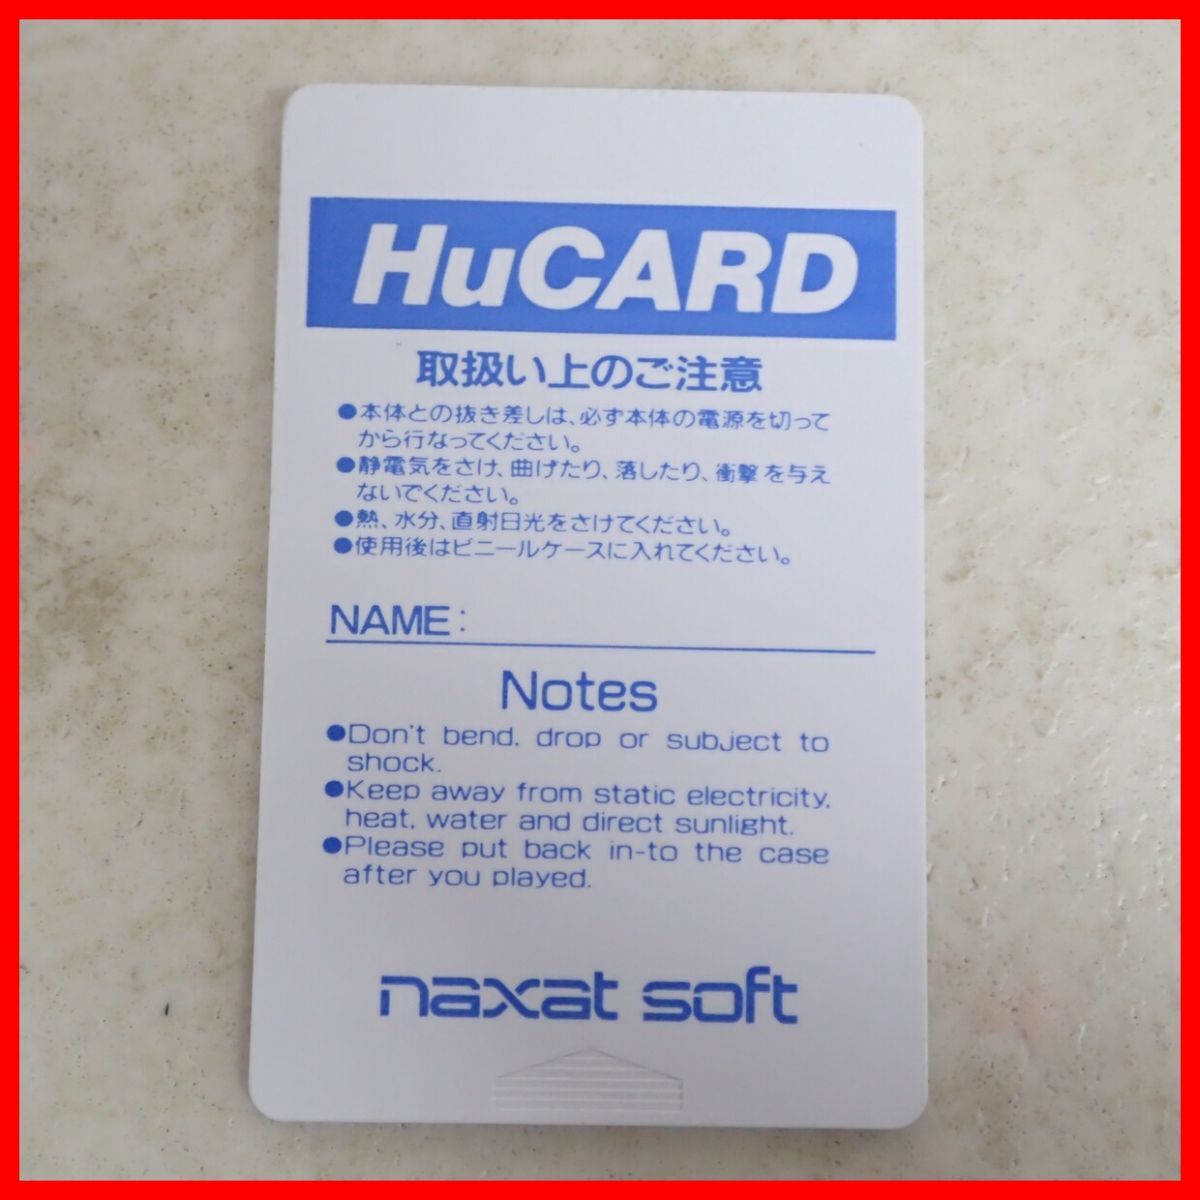 HuCARD
取扱い上のご注意
●本体との抜き差しは、必ず本体の電源を切って
から行なってください。
●静電気をさけ、曲げたり、落したり、衝撃を与え
ないでください。
●熱、水分、直射日光をさけてください。
●使用後はビニールケースに入れてください。
NAME:
Notes
●Don't bend, drop or subject to
shock.
●Keep away from static electricity,
heat, water and direct sunlight.
●Please put back in-to the case
after you played.
naxat soft